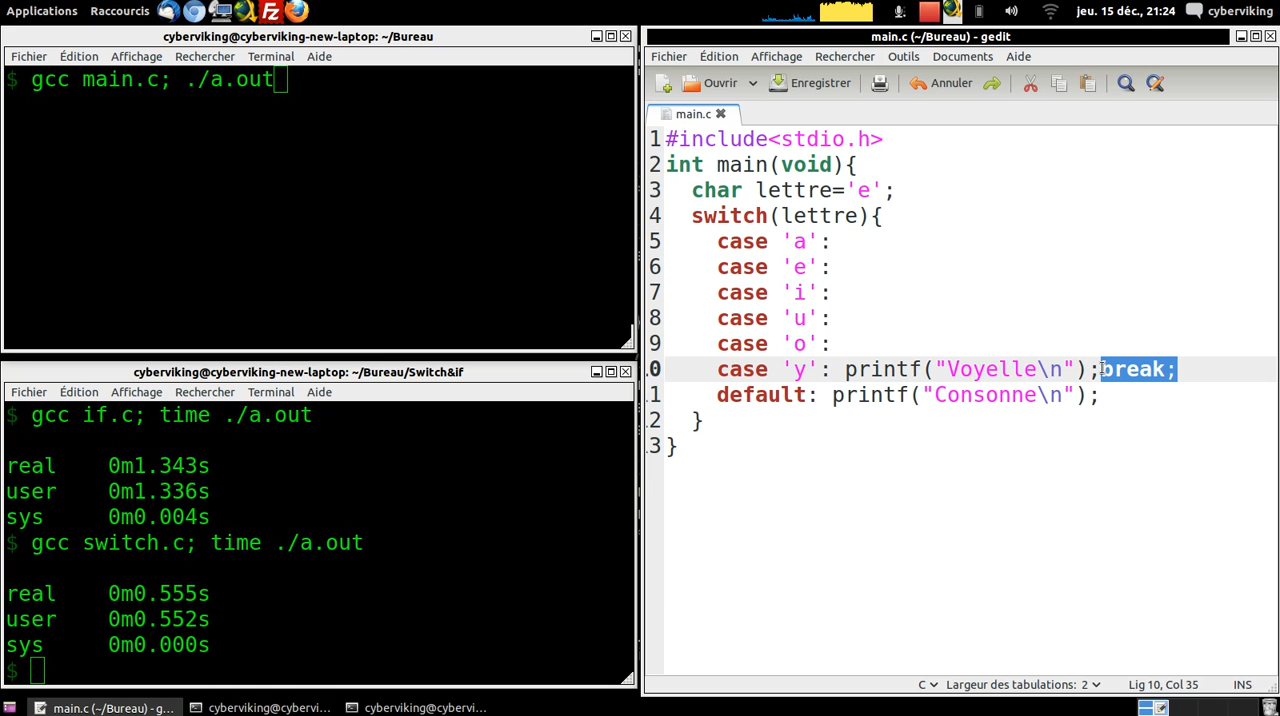 Applications Raccourcis jeu. 15 déc., 21:24 cyberviking
cyberviking@cyberviking-new-laptop: ~/Bureau
Fichier Édition Affichage Rechercher Terminal Aide
$ gcc main.c; ./a.out
cyberviking@cyberviking-new-laptop: ~/Bureau/Switch&if
Fichier Édition Affichage Rechercher Terminal Aide
$ gcc if.c; time ./a.out
real 0m1.343s
user 0m1.336s
sys 0m0.004s
$ gcc switch.c; time ./a.out
real 0m0.555s
user 0m0.552s
sys 0m0.000s
$
main.c (~/Bureau) - gedit
Fichier Édition Affichage Rechercher Outils Documents Aide
Ouvrir Enregistrer Annuler
main.c
1 #include<stdio.h>
2 int main(void){
3 char lettre='e';
4 switch(lettre){
5 case 'a':
6 case 'e':
7 case 'i':
8 case 'u':
9 case 'o':
10 case 'y': printf("Voyelle\n");break;
11 default: printf("Consonne\n");
12 }
13 }
C Largeur des tabulations: 2 Lig 10, Col 35 INS
main.c (~/Bureau) - g... cyberviking@cybervi... cyberviking@cybervi...